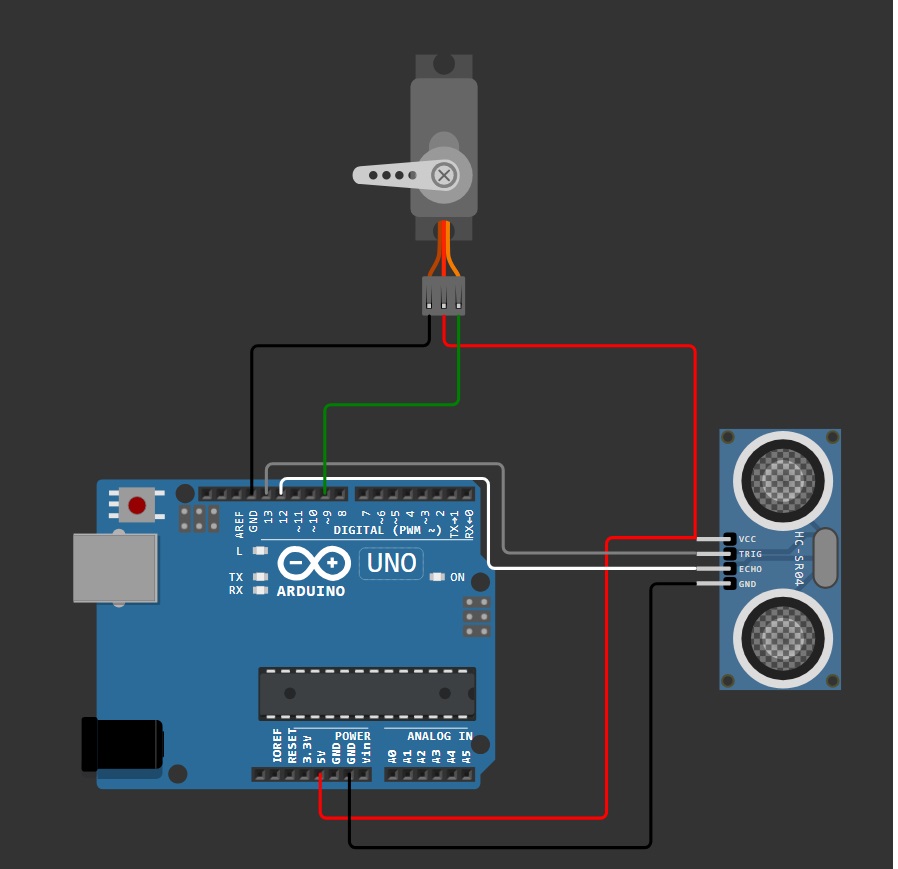 AREF
GND
13
12
~11
~10
~9
8
7
~6
~5
4
~3
2
TX→1
RX←0
DIGITAL (PWM ~)
L
TX
RX
UNO
ON
ARDUINO
VCC
TRIG
ECHO
GND
HC-SR04
POWER
ANALOG IN
IOREF
RESET
3.3V
5V
GND
GND
Vin
A0
A1
A2
A3
A4
A5